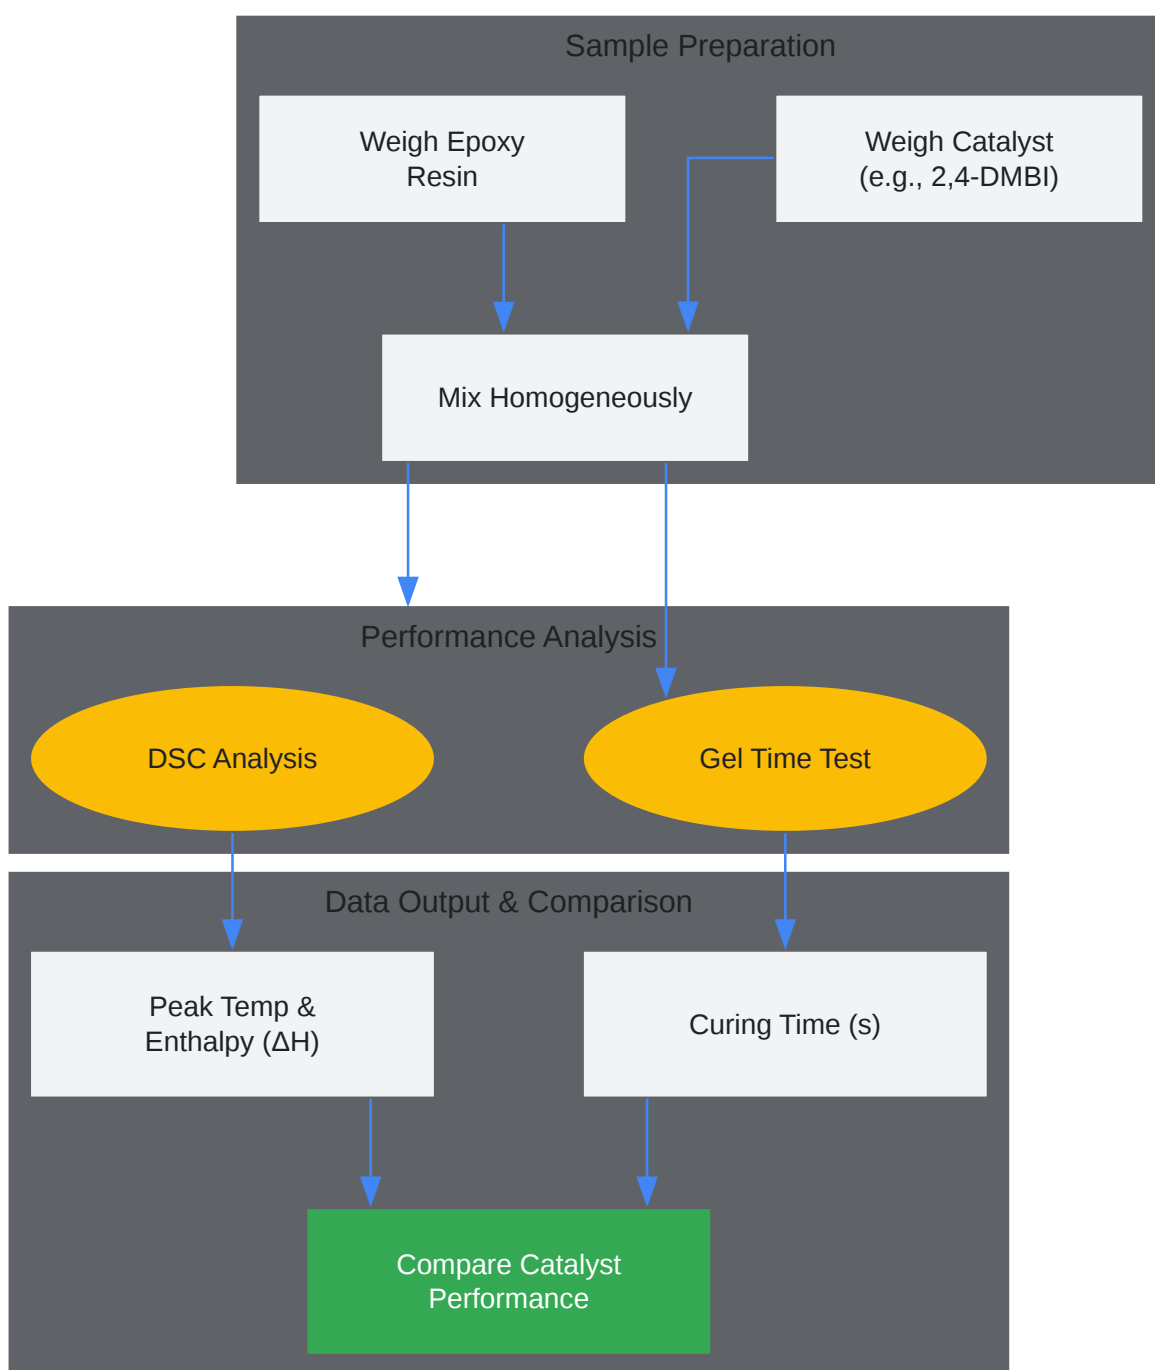 Sample Preparation
Weigh Epoxy
Resin
Weigh Catalyst
(e.g., 2,4-DMBI)
Mix Homogeneously
Performance Analysis
DSC Analysis
Gel Time Test
Data Output & Comparison
Peak Temp &
Enthalpy (ΔH)
Curing Time (s)
Compare Catalyst
Performance